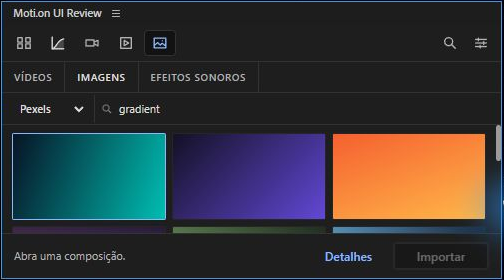 Moti.on UI Review
VÍDEOS
IMAGENS
EFEITOS SONOROS
Pexels
gradient
Abra uma composição.
Detalhes
Importar